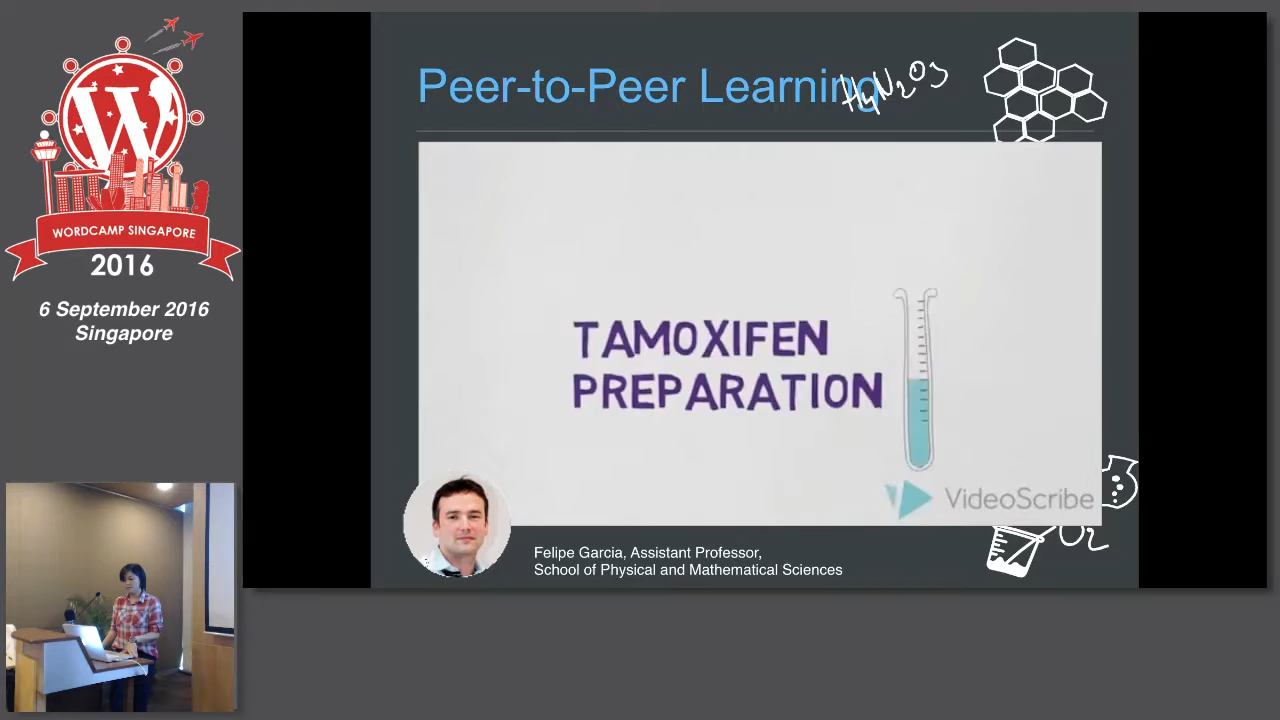 WORDCAMP SINGAPORE
2016
6 September 2016
Singapore
Peer-to-Peer Learning
H4N2O3
TAMOXIFEN
PREPARATION
VideoScribe
O2
Felipe Garcia, Assistant Professor,
School of Physical and Mathematical Sciences